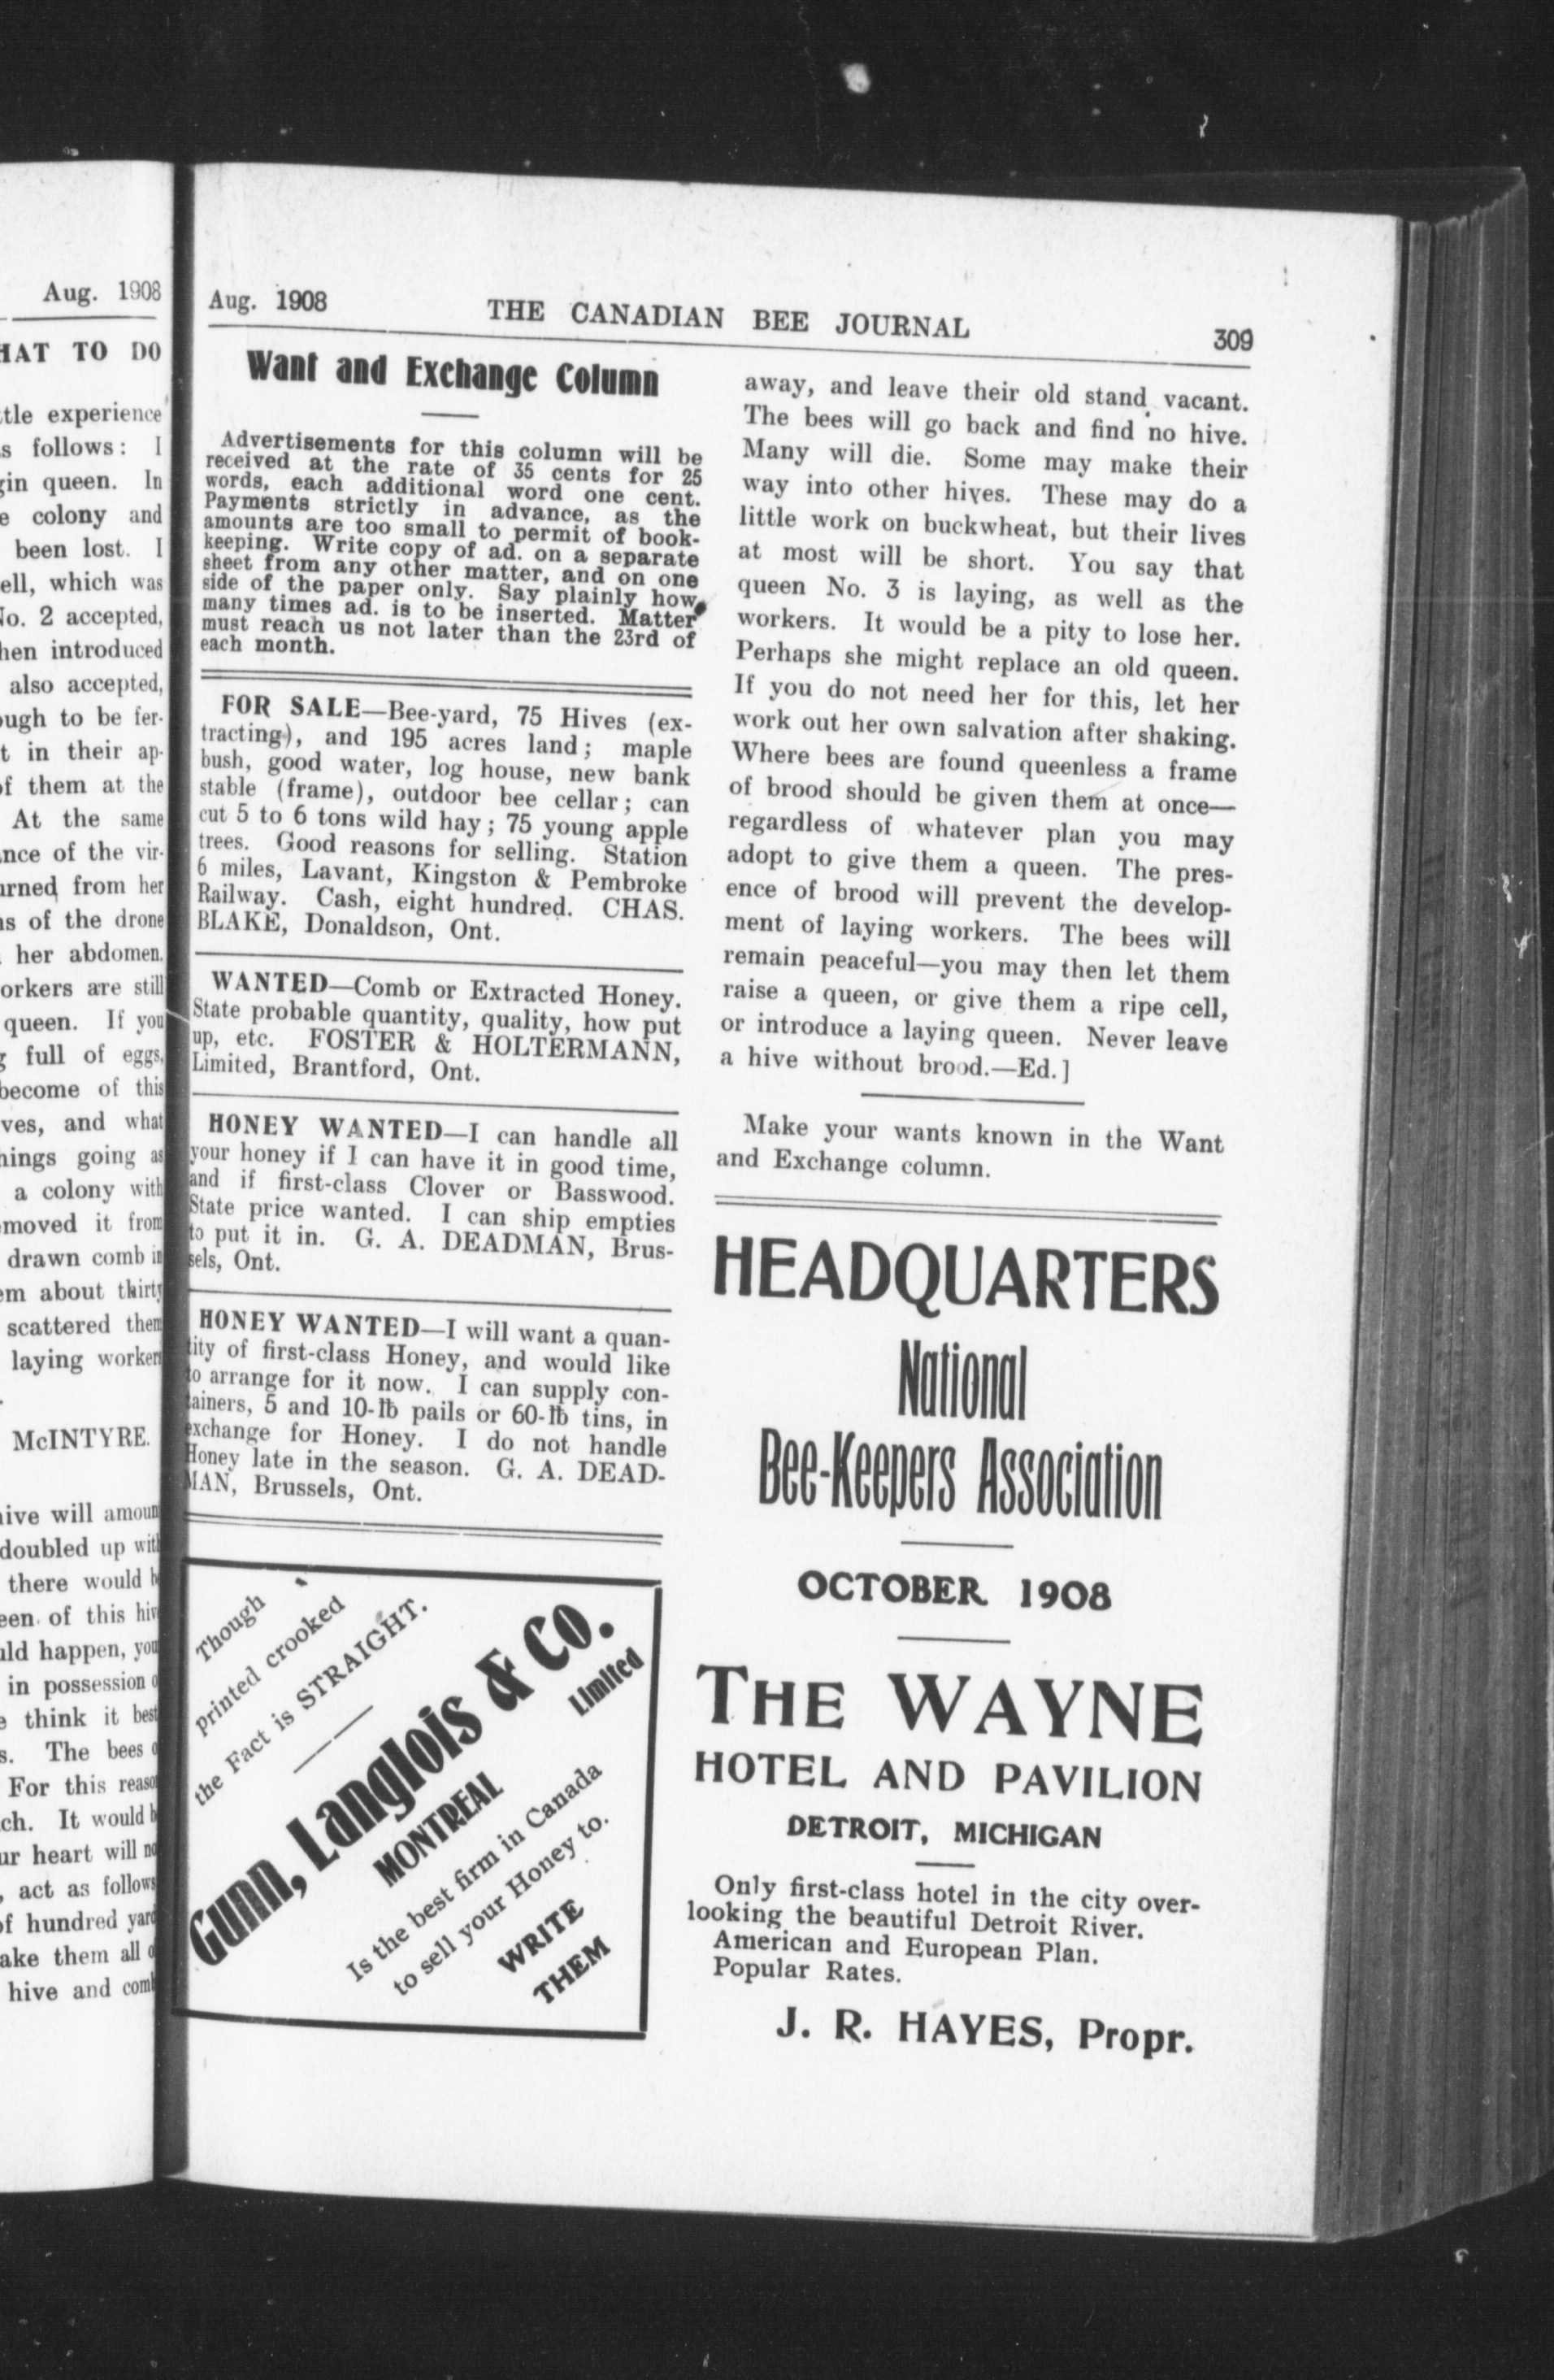 Aug. 1908
HAT TO DO
tle experience
s follows: I
gin queen. In
e colony and
been lost. I
ell, which was
No. 2 accepted,
hen introduced
also accepted,
ough to be fer-
t in their ap-
of them at the
At the same
ance of the vir-
urned from her
ns of the drone
her abdomen.
orkers are still
queen. If you
g full of eggs,
become of this
ves, and what
hings going as
a colony with
emoved it from
drawn comb in
em about thirty
scattered them
laying workers
McINTYRE.
hive will amount
doubled up with
there would b
een of this hive
uld happen, you
in possession o
e think it best
s. The bees o
For this reason
ch. It would b
ur heart will no
, act as follows
of hundred yard
ake them all o
hive and comb
Aug. 1908 THE CANADIAN BEE JOURNAL 309
Want and Exchange Column
Advertisements for this column will be
received at the rate of 35 cents for 25
words, each additional word one cent.
Payments strictly in advance, as the
amounts are too small to permit of book-
keeping. Write copy of ad. on a separate
sheet from any other matter, and on one
side of the paper only. Say plainly how
many times ad. is to be inserted. Matter
must reach us not later than the 23rd of
each month.
FOR SALE—Bee-yard, 75 Hives (ex-
tracting), and 195 acres land; maple
bush, good water, log house, new bank
stable (frame), outdoor bee cellar; can
cut 5 to 6 tons wild hay; 75 young apple
trees. Good reasons for selling. Station
6 miles, Lavant, Kingston & Pembroke
Railway. Cash, eight hundred. CHAS.
BLAKE, Donaldson, Ont.
WANTED—Comb or Extracted Honey.
State probable quantity, quality, how put
up, etc. FOSTER & HOLTERMANN,
Limited, Brantford, Ont.
HONEY WANTED—I can handle all
your honey if I can have it in good time,
and if first-class Clover or Basswood.
State price wanted. I can ship empties
to put it in. G. A. DEADMAN, Brus-
sels, Ont.
HONEY WANTED—I will want a quan-
tity of first-class Honey, and would like
to arrange for it now. I can supply con-
tainers, 5 and 10-lb pails or 60-lb tins, in
exchange for Honey. I do not handle
Honey late in the season. G. A. DEAD-
MAN, Brussels, Ont.
Though
printed crooked
the Fact is STRAIGHT.
Gunn, Langlois & Co.
Limited
MONTREAL
Is the best firm in Canada
to sell your Honey to.
WRITE
THEM
away, and leave their old stand vacant.
The bees will go back and find no hive.
Many will die. Some may make their
way into other hives. These may do a
little work on buckwheat, but their lives
at most will be short. You say that
queen No. 3 is laying, as well as the
workers. It would be a pity to lose her.
Perhaps she might replace an old queen.
If you do not need her for this, let her
work out her own salvation after shaking.
Where bees are found queenless a frame
of brood should be given them at once—
regardless of whatever plan you may
adopt to give them a queen. The pres-
ence of brood will prevent the develop-
ment of laying workers. The bees will
remain peaceful—you may then let them
raise a queen, or give them a ripe cell,
or introduce a laying queen. Never leave
a hive without brood.—Ed.]
Make your wants known in the Want
and Exchange column.
HEADQUARTERS
National
Bee-Keepers Association
OCTOBER 1908
THE WAYNE
HOTEL AND PAVILION
DETROIT, MICHIGAN
Only first-class hotel in the city over-
looking the beautiful Detroit River.
American and European Plan.
Popular Rates.
J. R. HAYES, Propr.